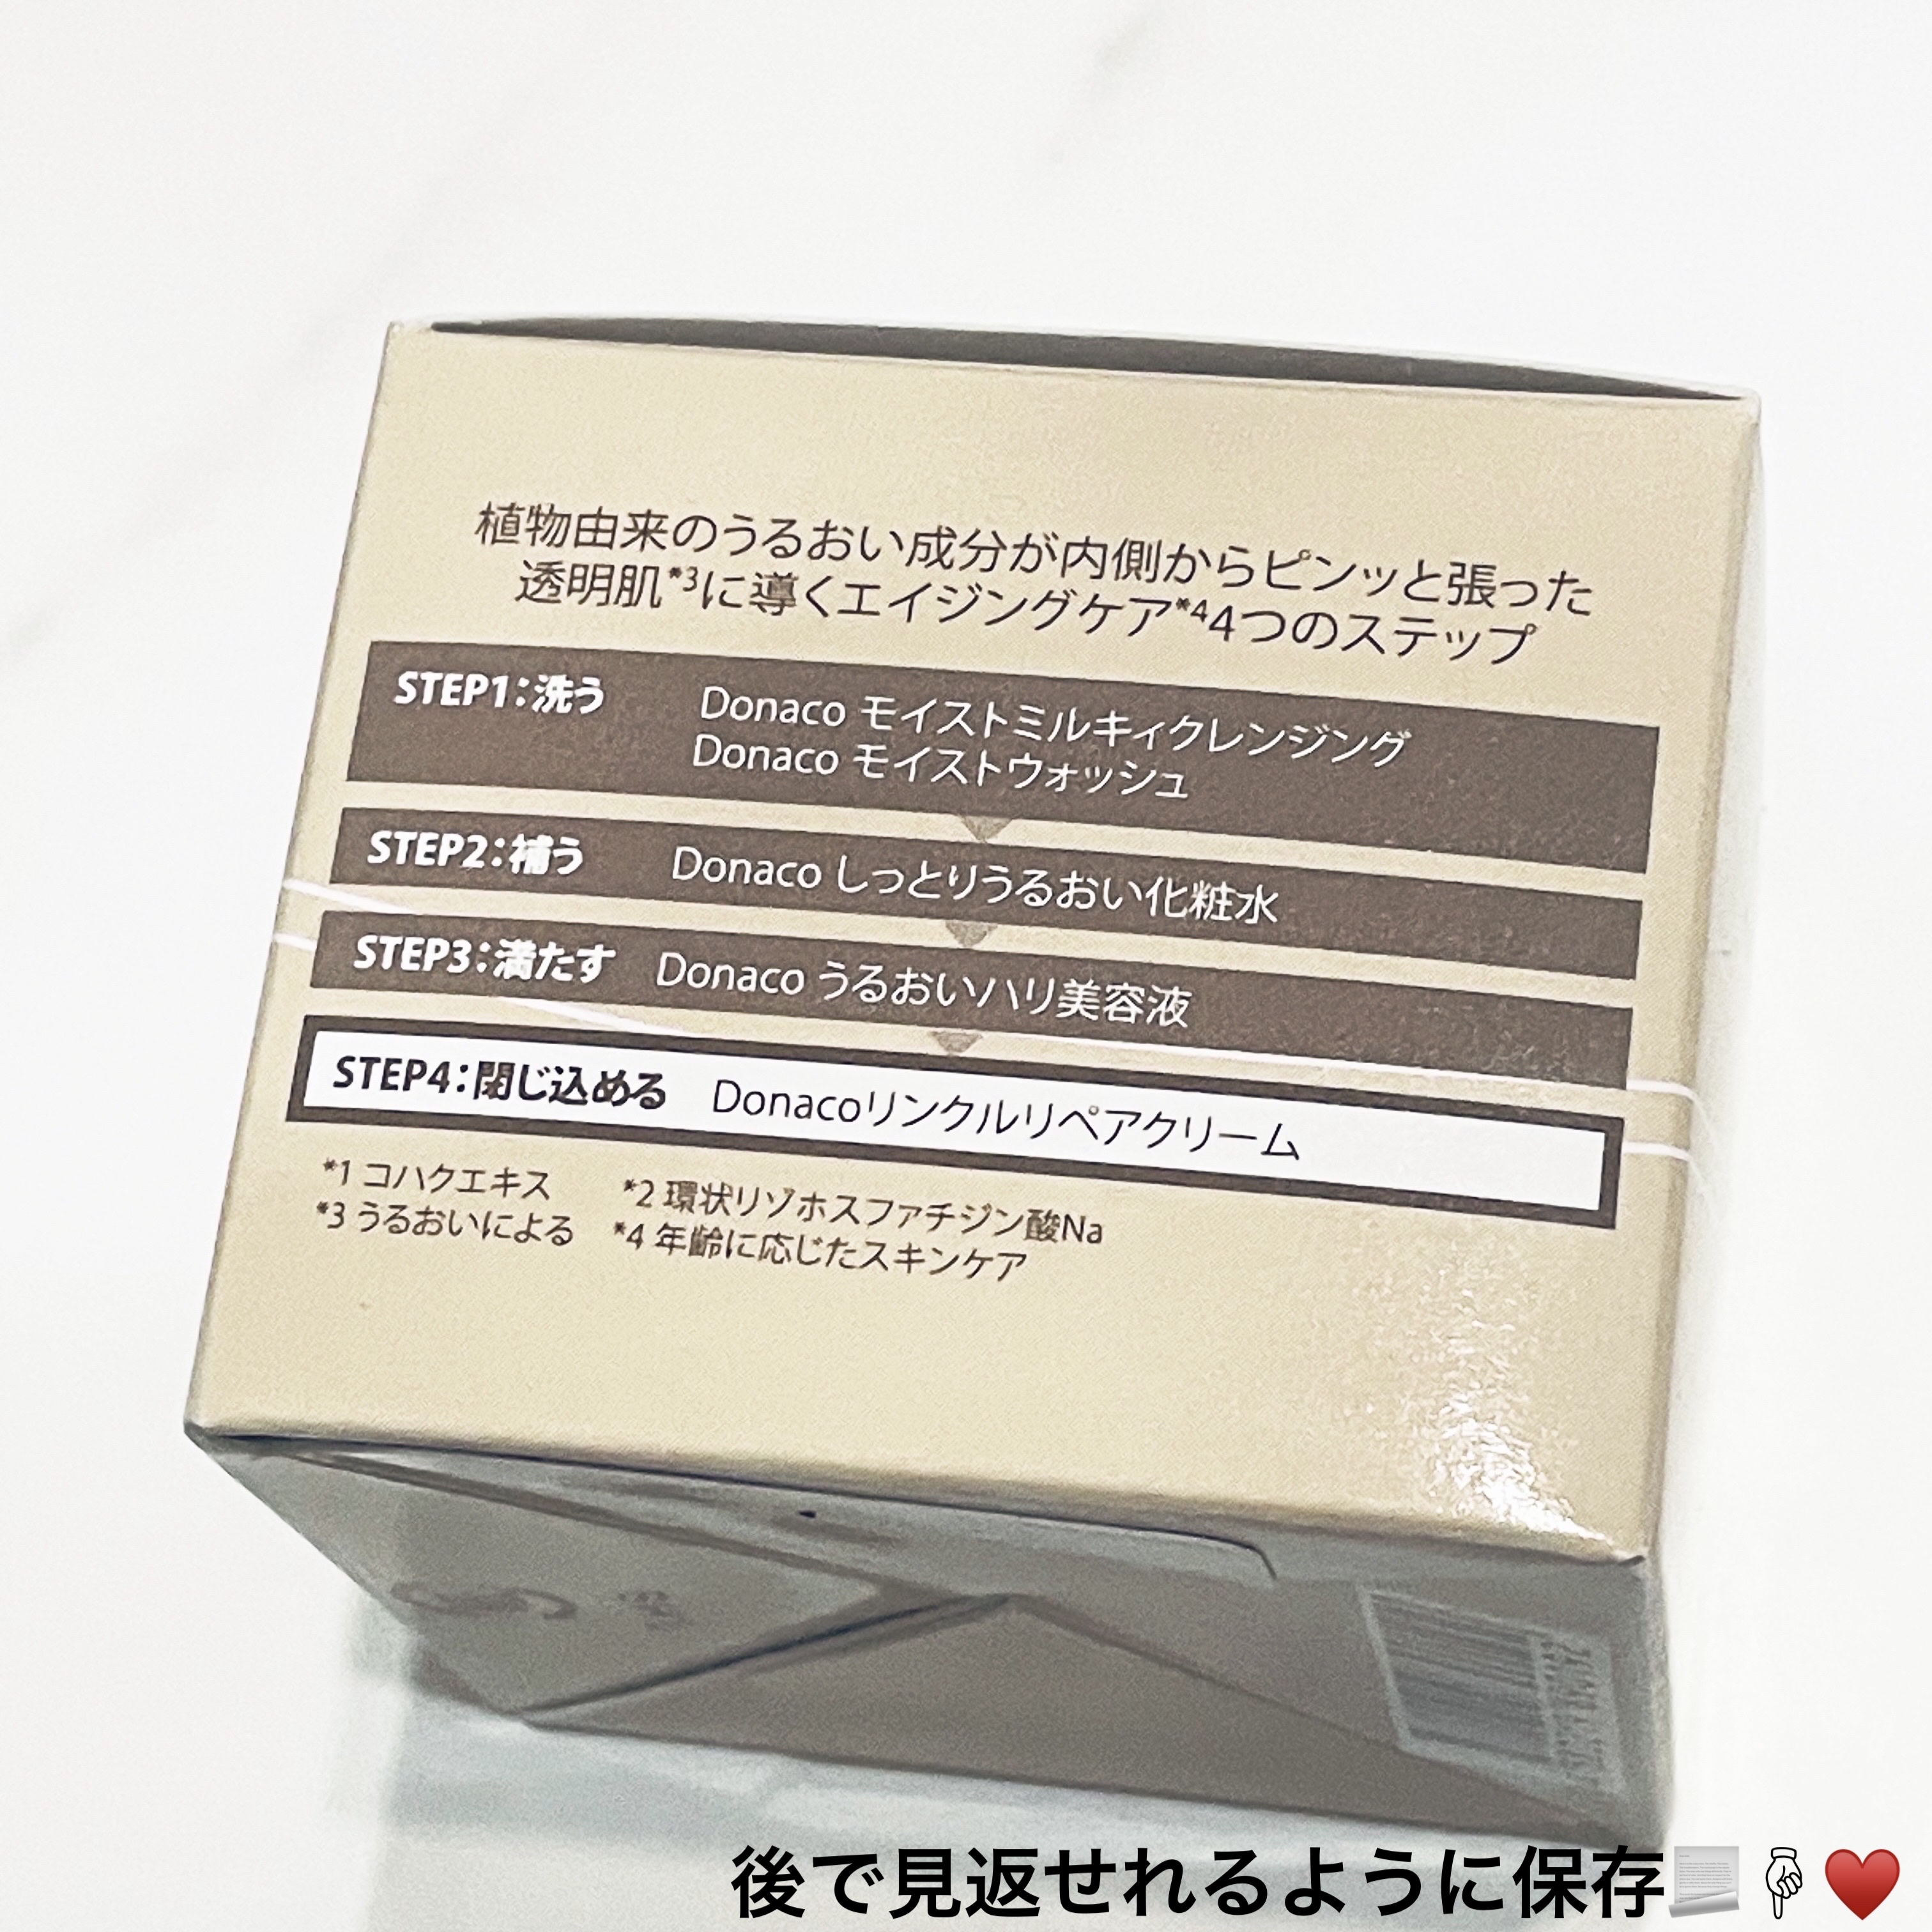 植物由来のうるおい成分が内側からピンッと張った
透明肌*3に導くエイジングケア*4 4つのステップ
STEP1：洗う Donaco モイストミルキィクレンジング
Donaco モイストウォッシュ
STEP2：補う Donaco しっとりうるおい化粧水
STEP3：満たす Donaco うるおいハリ美容液
STEP4：閉じ込める Donacoリンクルリペアクリーム
*1 コハクエキス *2 環状リゾホスファチジン酸Na
*3 うるおいによる *4 年齢に応じたスキンケア
後で見返せれるように保存📃👇🏻♥️